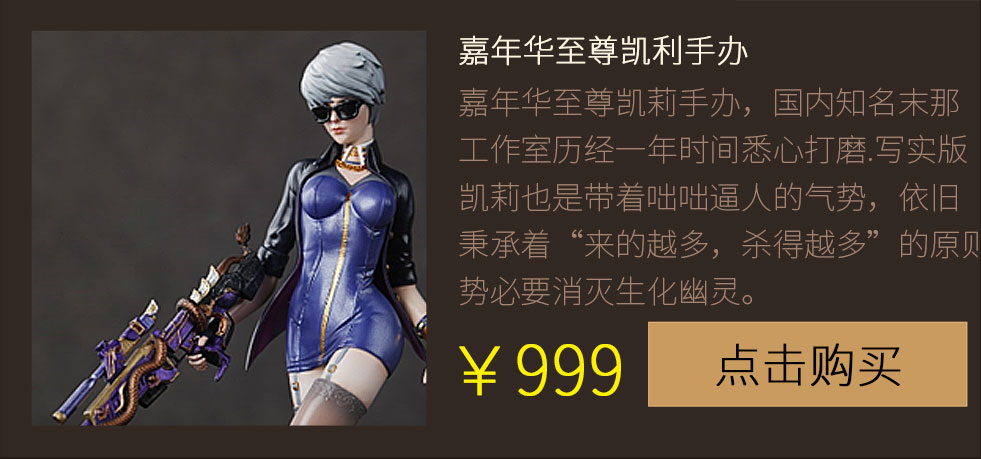 嘉年华至尊凯利手办
嘉年华至尊凯莉手办，国内知名末那
工作室历经一年时间悉心打磨.写实版
凯莉也是带着咄咄逼人的气势，依旧
秉承着“来的越多，杀得越多”的原则
势必要消灭生化幽灵。
￥999
点击购买